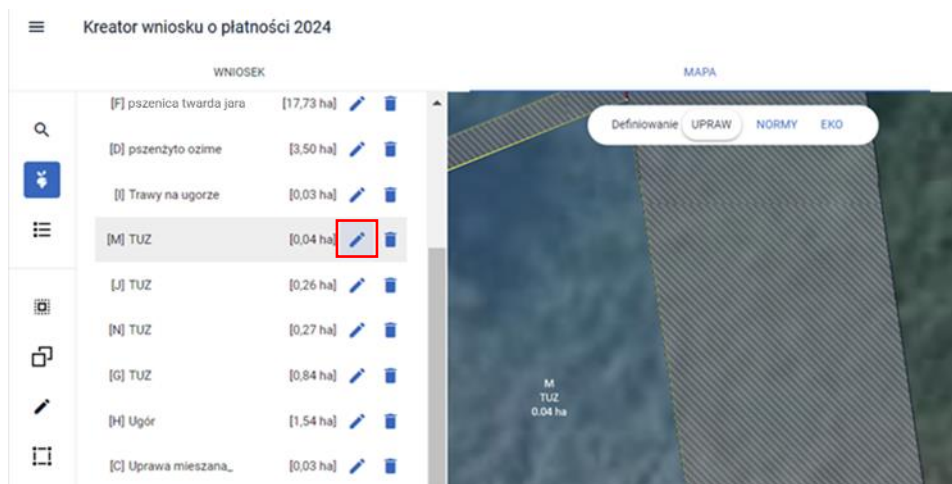 Kreator wniosku o płatności 2024
WNIOSEK
MAPA
[F] pszenica twarda jara [17,73 ha]
[D] pszenżyto ozime [3,50 ha]
[I] Trawy na ugorze [0,03 ha]
[M] TUZ [0,04 ha]
[J] TUZ [0,26 ha]
[N] TUZ [0,27 ha]
[G] TUZ [0,84 ha]
[H] Ugór [1,54 ha]
[C] Uprawa mieszana_ [0,03 ha]
Definiowanie UPRAW NORMY EKO
M
TUZ
0.04 ha